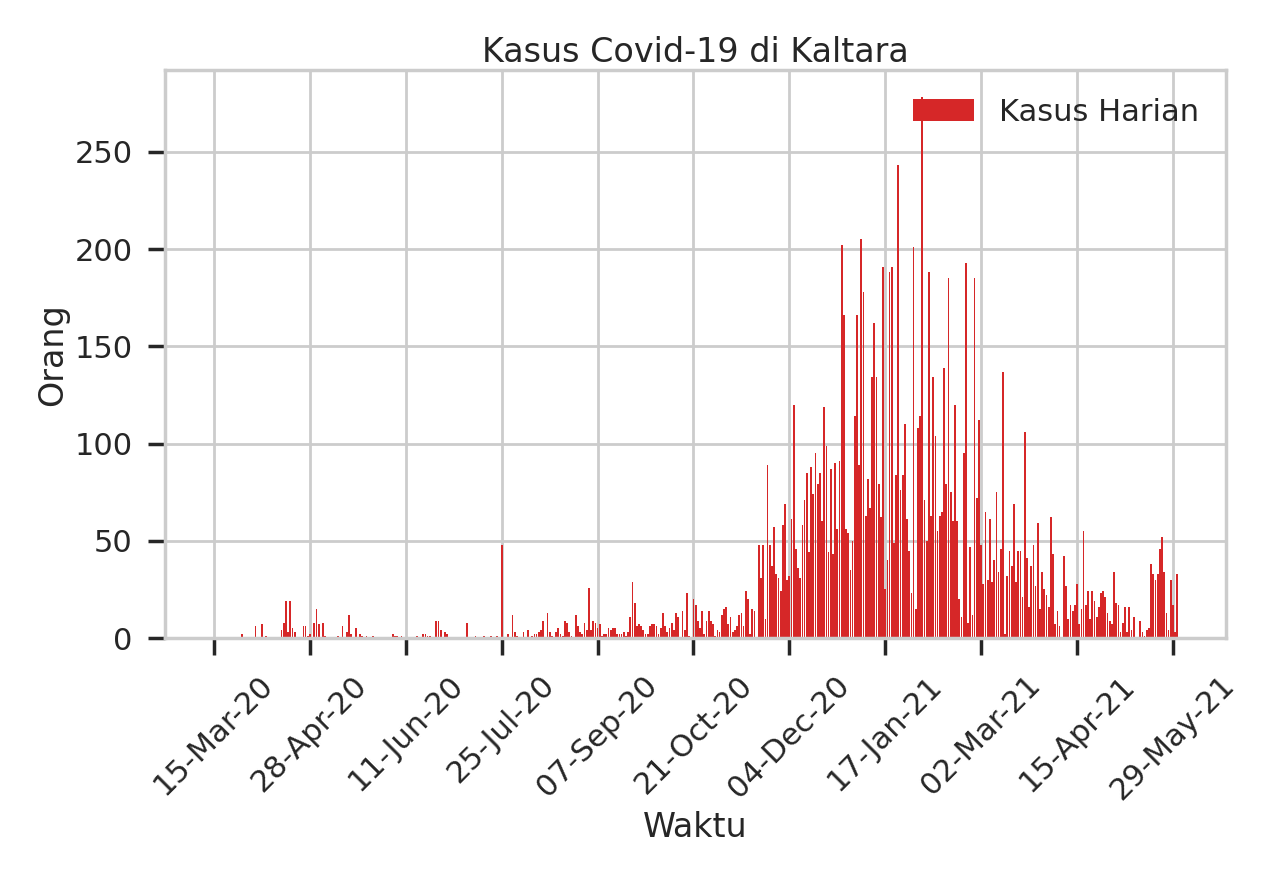 Kasus Covid-19 di Kaltara
Kasus Harian
Orang
250
200
150
100
50
0
15-Mar-20
28-Apr-20
11-Jun-20
25-Jul-20
07-Sep-20
21-Oct-20
04-Dec-20
17-Jan-21
02-Mar-21
15-Apr-21
29-May-21
Waktu